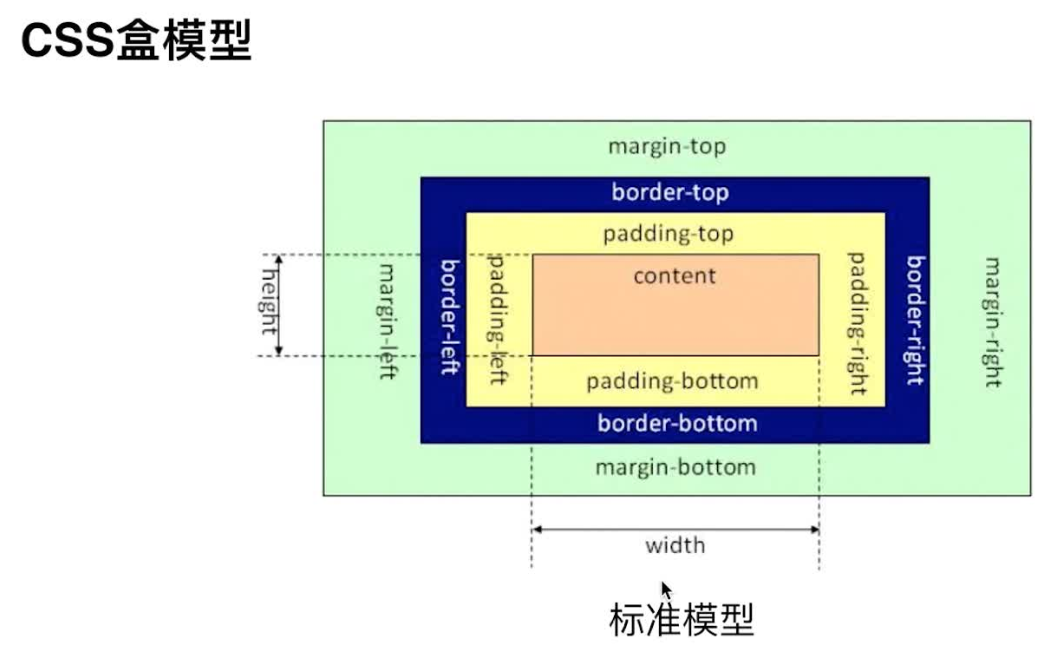 CSS盒模型
margin-top
border-top
padding-top
height
margin-left
border-left
padding-left
content
padding-right
border-right
margin-right
padding-bottom
border-bottom
margin-bottom
width
标准模型